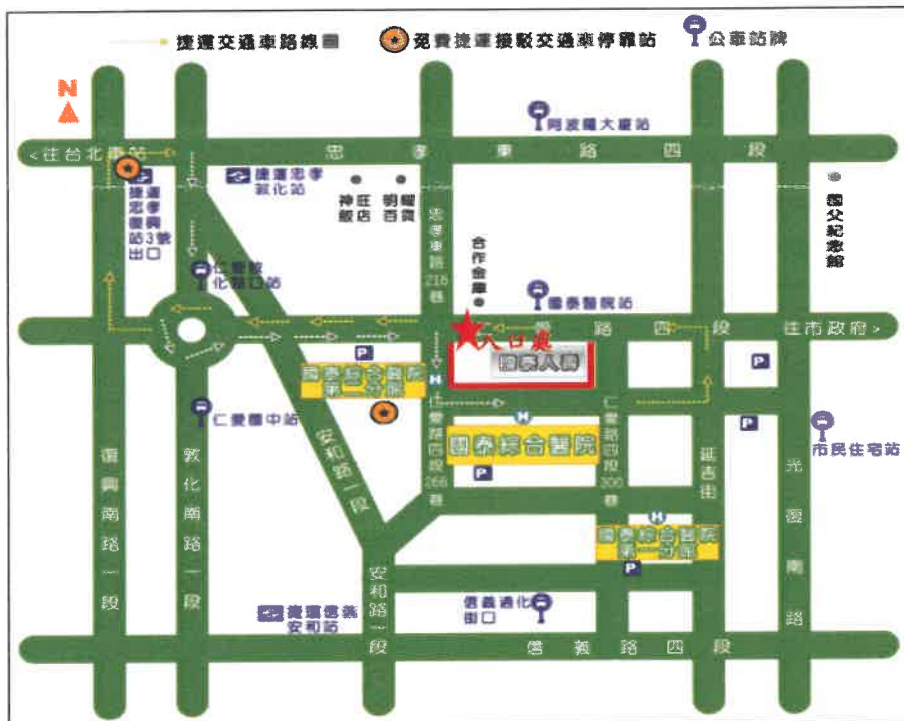 捷運交通車路線圖
免費捷運接駁交通車停靠站
公車站牌
N
阿波羅大廈站
<往台北車站
忠孝東路四段
捷運
忠孝
復興
站3號
出口
捷運忠孝
敦化站
神旺
飯店
明曜
百貨
忠孝東路216巷
合作金庫
國父紀念館
仁愛敦
化路口站
國泰醫院站
仁愛路四段
往市政府>
入口處
國泰人壽
P
國泰綜合醫院
第二分院
H
P
仁愛國中站
仁愛路四段266巷
H
國泰綜合醫院
P
仁愛路四段300巷
P
市民住宅站
安和路一段
延吉街
復興南路一段
敦化南路一段
光復南路
H
國泰綜合醫院
第一分院
P
安和路一段
捷運信義
安和站
信義通化
街口
信義路四段